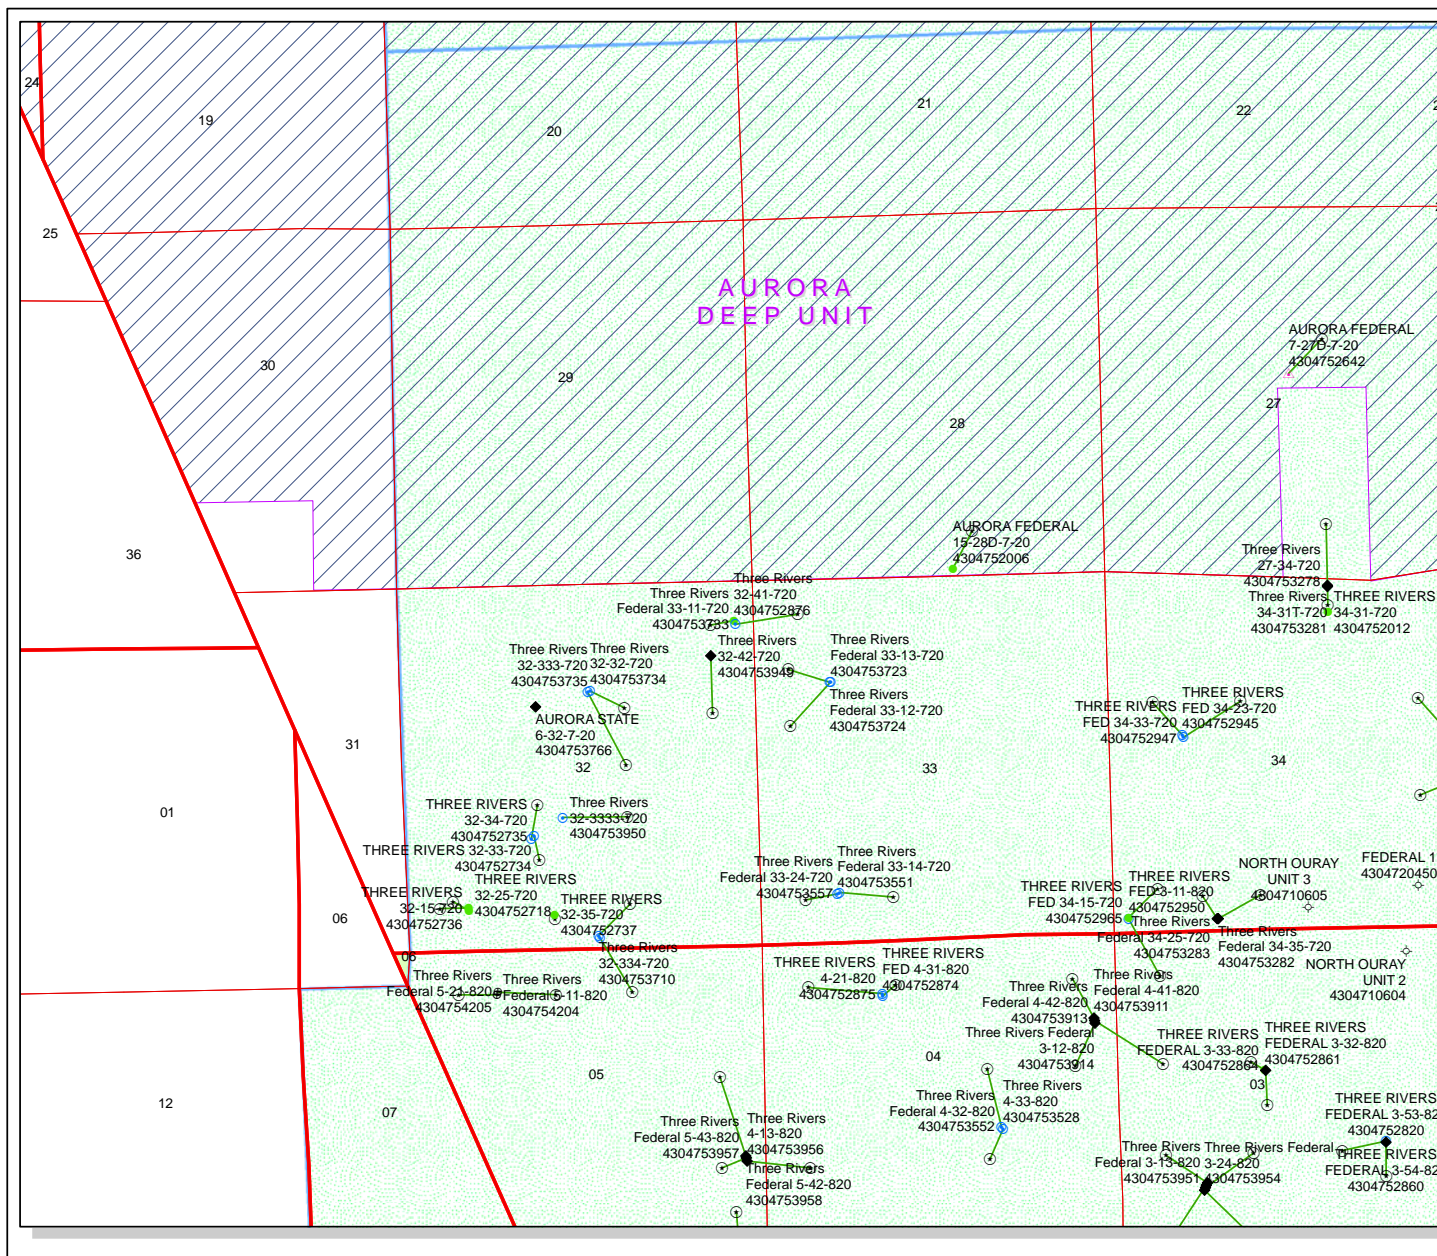 24
19
20
21
22
25
AURORA
DEEP UNIT
30
29
28
27
AURORA FEDERAL
7-27D-7-20
4304752642
36
AURORA FEDERAL
15-28D-7-20
4304752006
Three Rivers
27-34-720
4304753278
Three Rivers
34-31T-720
4304753281
THREE RIVERS
34-31-720
4304752012
Three Rivers
Federal 33-11-720
4304753733
Three Rivers
32-41-720
4304752876
Three Rivers
32-42-720
4304753949
Three Rivers
Federal 33-13-720
4304753723
Three Rivers
Federal 33-12-720
4304753724
Three Rivers
32-333-720
4304753735
Three Rivers
32-32-720
4304753734
AURORA STATE
6-32-7-20
4304753766
32
31
33
34
THREE RIVERS
FED 34-33-720
4304752947
THREE RIVERS
FED 34-23-720
4304752945
01
THREE RIVERS
32-34-720
4304752735
Three Rivers
32-3333-720
4304753950
THREE RIVERS 32-33-720
4304752734
THREE RIVERS
32-15-720
4304752736
THREE RIVERS
32-25-720
4304752718
THREE RIVERS
32-35-720
4304752737
Three Rivers
32-334-720
4304753710
Three Rivers
Federal 33-24-720
4304753557
Three Rivers
Federal 33-14-720
4304753551
THREE RIVERS
FED 34-15-720
4304752965
THREE RIVERS
FED 3-11-820
4304752950
NORTH OURAY
UNIT 3
4304710605
FEDERAL 1
4304720450
Three Rivers
Federal 34-25-720
4304753283
Three Rivers
Federal 34-35-720
4304753282
NORTH OURAY
UNIT 2
4304710604
06
06
Three Rivers
Federal 5-21-820
4304754205
Three Rivers
Federal 5-11-820
4304754204
THREE RIVERS
4-21-820
4304752875
THREE RIVERS
FED 4-31-820
4304752874
Three Rivers
Federal 4-42-820
4304753913
Three Rivers
Federal 4-41-820
4304753911
Three Rivers Federal
3-12-820
4304753914
THREE RIVERS
FEDERAL 3-33-820
4304752864
THREE RIVERS
FEDERAL 3-32-820
4304752861
03
04
05
07
12
Three Rivers
Federal 4-32-820
4304753552
Three Rivers
4-33-820
4304753528
THREE RIVERS
FEDERAL 3-53-82
4304752820
THREE RIVERS
FEDERAL 3-54-82
4304752860
Three Rivers
Federal 5-43-820
4304753957
Three Rivers
4-13-820
4304753956
Three Rivers
Federal 5-42-820
4304753958
Three Rivers
Federal 3-13-820
4304753951
Three Rivers Federal
3-24-820
4304753954